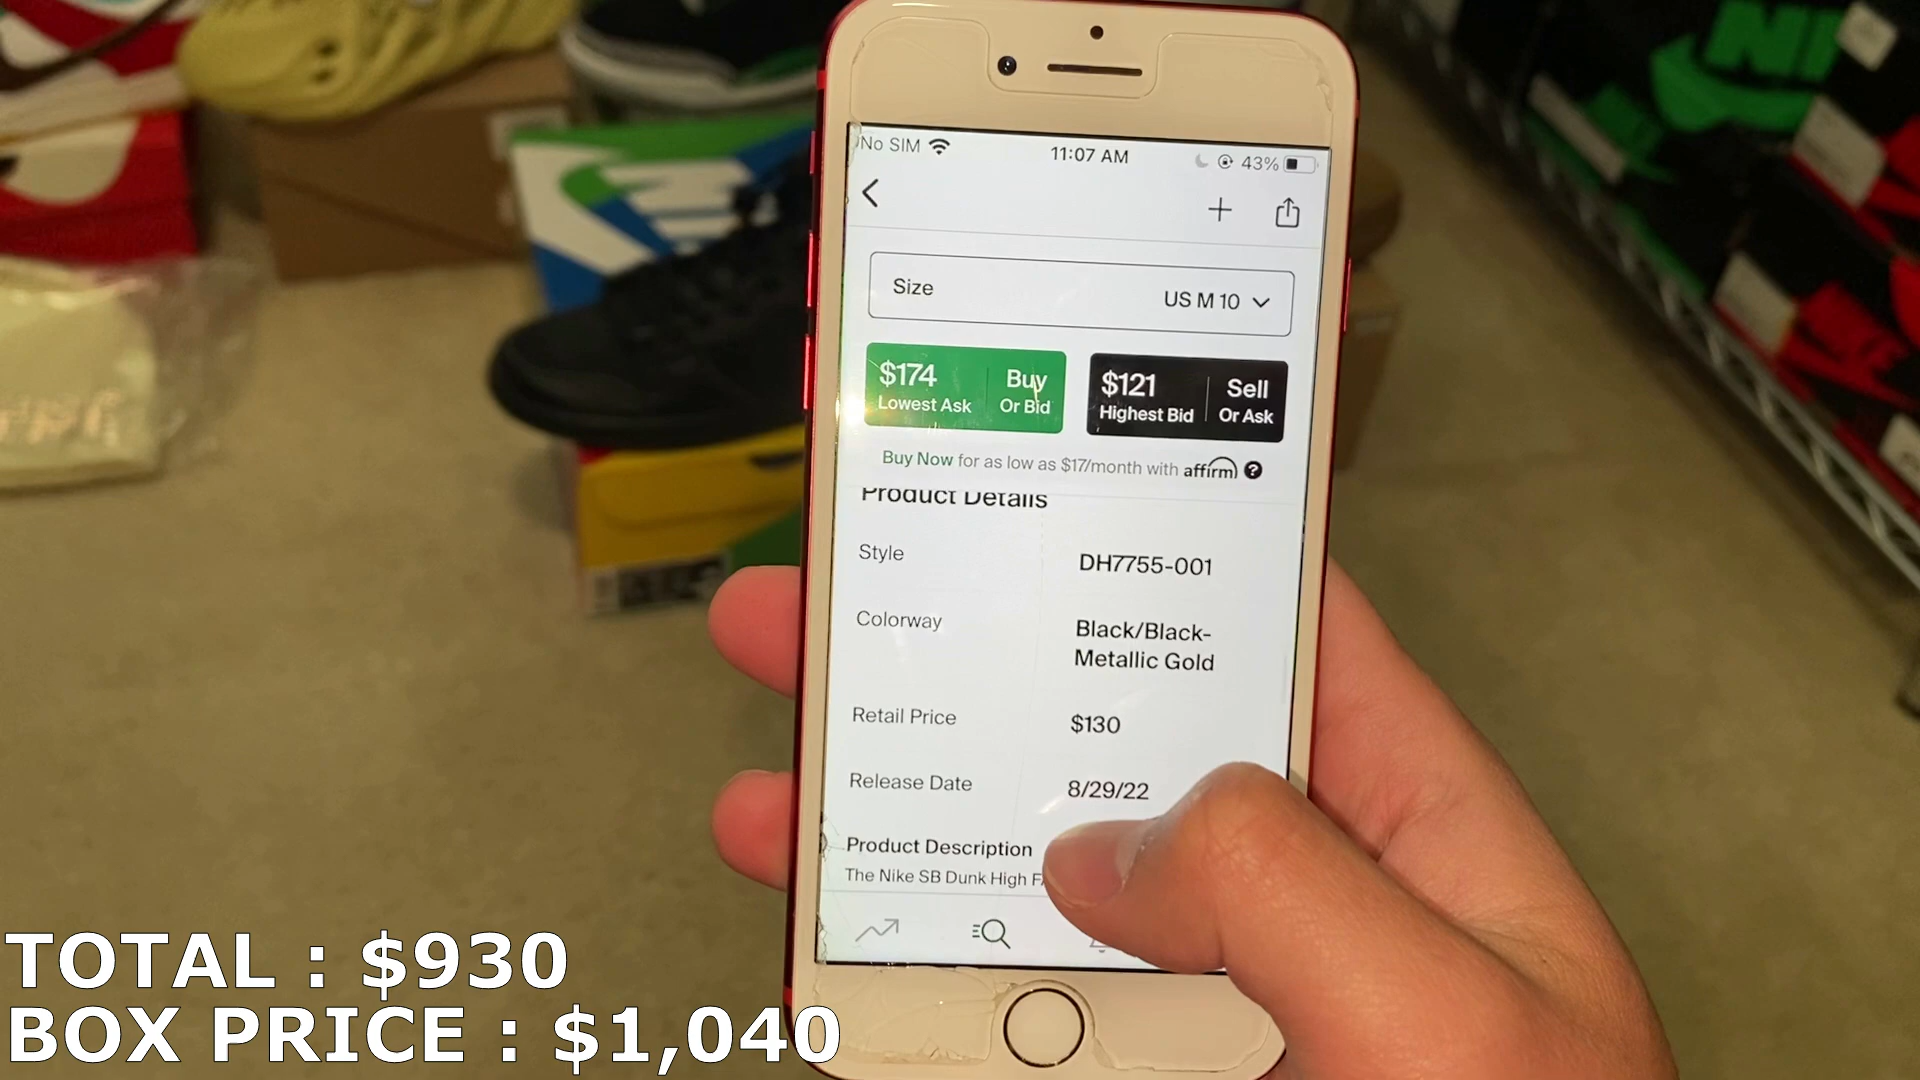 No SIM
11:07 AM
43%
Size
US M 10
$174
Lowest Ask
Buy
Or Bid
$121
Highest Bid
Sell
Or Ask
Buy Now for as low as $17/month with affirm ?
Product Details
Style
DH7755-001
Colorway
Black/Black-
Metallic Gold
Retail Price
$130
Release Date
8/29/22
Product Description
The Nike SB Dunk High
TOTAL : $930
BOX PRICE : $1,040